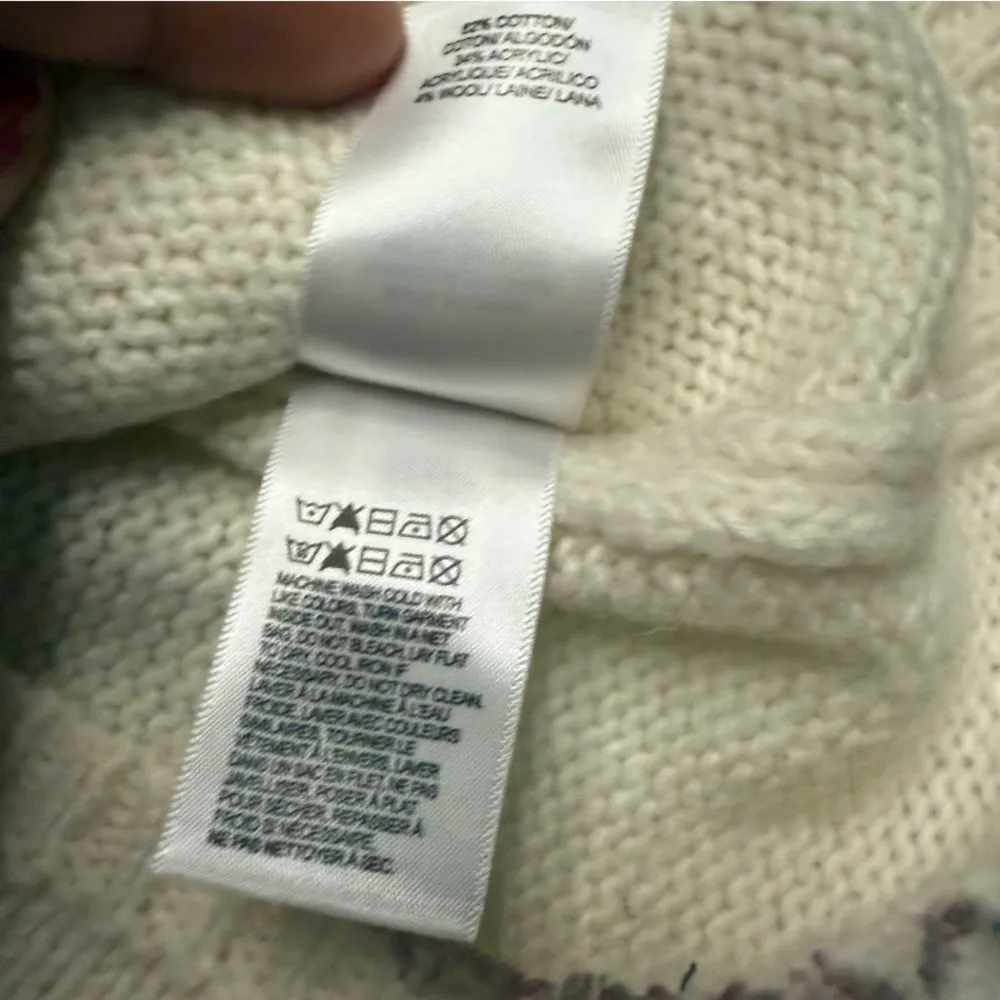 62% COTTON/
COTON/ ALGODÓN
34% ACRYLIC/
ACRYLIQUE/ ACRILICO
4% WOOL/ LAINE/ LANA
MACHINE WASH COLD WITH
LIKE COLORS, TURN GARMENT
INSIDE OUT, WASH IN A NET
BAG, DO NOT BLEACH, LAY FLAT
TO DRY, COOL IRON IF
NECESSARY, DO NOT DRY CLEAN.
LAVER À LA MACHINE À L'EAU
FROIDE, LAVER AVEC COULEURS
SIMILAIRES, TOURNER LE
VÊTEMENT À L'ENVERS, LAVER
DANS UN SAC EN FILET, NE PAS
JAVELLISER, POSER À PLAT
POUR SÉCHER, REPASSER À
FROID SI NÉCESSAIRE,
NE PAS NETTOYER À SEC.